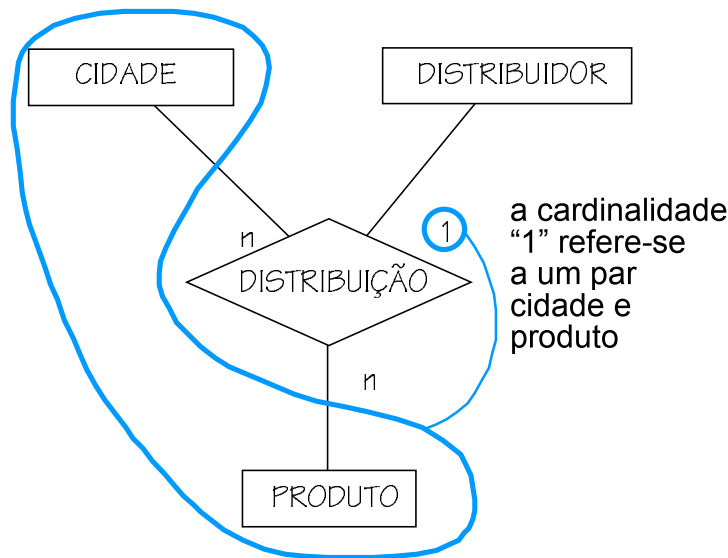 CIDADE
DISTRIBUIDOR
n
1
DISTRIBUIÇÃO
n
PRODUTO
a cardinalidade
“1” refere-se
a um par
cidade e
produto